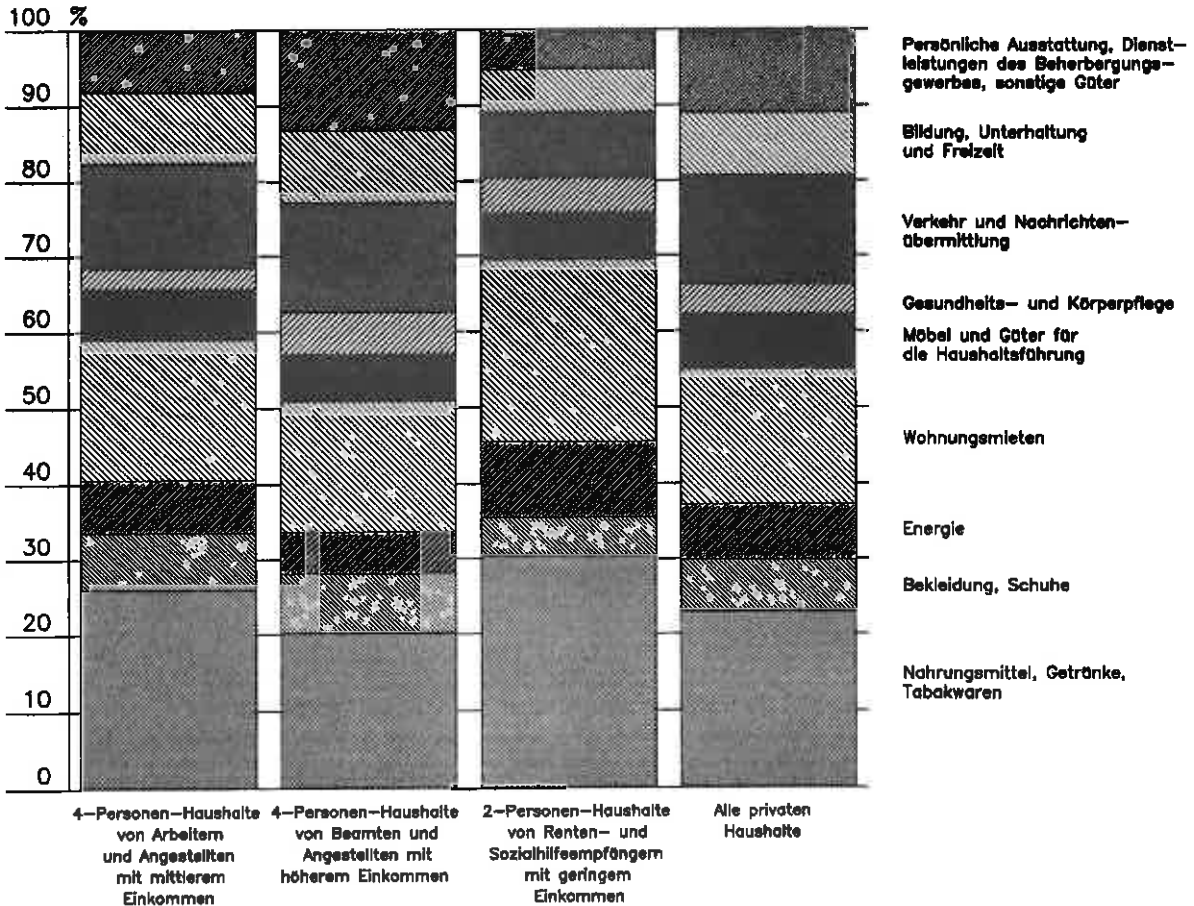 100 %
90
80
70
60
50
40
30
20
10
0
Persönliche Ausstattung, Dienst-
leistungen des Beherbergungs-
gewerbes, sonstige Güter
Bildung, Unterhaltung
und Freizeit
Verkehr und Nachrichten-
übermittlung
Gesundheits- und Körperpflege
Möbel und Güter für
die Haushaltsführung
Wohnungsmieten
Energie
Bekleidung, Schuhe
Nahrungsmittel, Getränke,
Tabakwaren
4-Personen-Haushalte
von Arbeitern
und Angestellten
mit mittlerem
Einkommen
4-Personen-Haushalte
von Beamten und
Angestellten mit
höherem Einkommen
2-Personen-Haushalte
von Renten- und
Sozialhilfeempfängern
mit geringem
Einkommen
Alle privaten
Haushalte